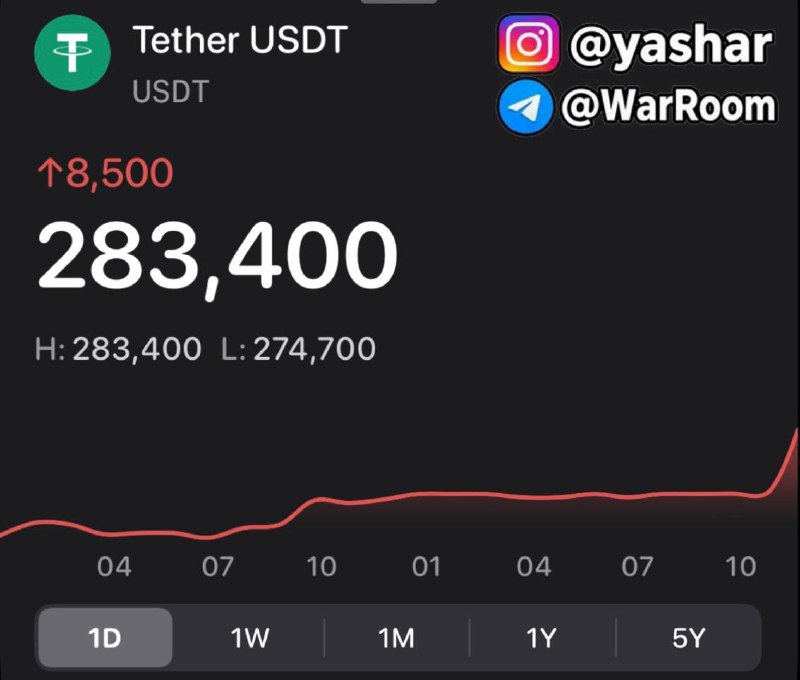 Tether USDT
USDT
@yashar
@WarRoom
↑8,500
283,400
H: 283,400 L: 274,700
04 07 10 01 04 07 10
1D 1W 1M 1Y 5Y